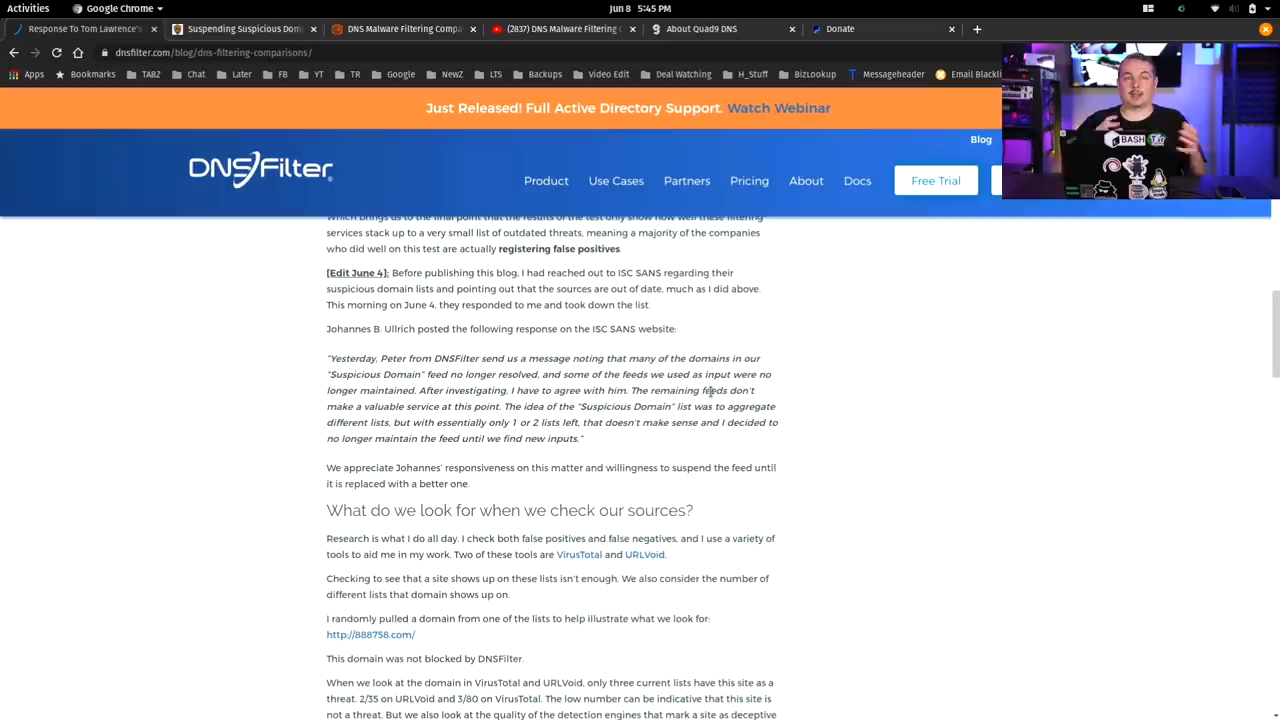 Activities
Google Chrome
Jun 8 5:45 PM
Response To Tom Lawrence's
Suspending Suspicious Dom
DNS Malware Filtering Compa
(2837) DNS Malware Filtering C
About Quad9 DNS
Donate
dnsfilter.com/blog/dns-filtering-comparisons/
Apps Bookmarks TABZ Chat Later FB YT TR Google NewZ LTS Backups Video Edit Deal Watching H_Stuff BizLookup Messageheader Email Blackli
Just Released! Full Active Directory Support. Watch Webinar
Blog
DNSFilter
Product Use Cases Partners Pricing About Docs Free Trial
BASH
Which brings us to the final point that the results of the test only show how well these filtering
services stack up to a very small list of outdated threats, meaning a majority of the companies
who did well on this test are actually registering false positives.
[Edit June 4]: Before publishing this blog, I had reached out to ISC SANS regarding their
suspicious domain lists and pointing out that the sources are out of date, much as I did above.
This morning on June 4, they responded to me and took down the list.
Johannes B. Ullrich posted the following response on the ISC SANS website:
"Yesterday, Peter from DNSFilter send us a message noting that many of the domains in our
"Suspicious Domain" feed no longer resolved, and some of the feeds we used as input were no
longer maintained. After investigating, I have to agree with him. The remaining feeds don't
make a valuable service at this point. The idea of the "Suspicious Domain" list was to aggregate
different lists, but with essentially only 1 or 2 lists left, that doesn't make sense and I decided to
no longer maintain the feed until we find new inputs."
We appreciate Johannes' responsiveness on this matter and willingness to suspend the feed until
it is replaced with a better one.
What do we look for when we check our sources?
Research is what I do all day. I check both false positives and false negatives, and I use a variety of
tools to aid me in my work. Two of these tools are VirusTotal and URLVoid.
Checking to see that a site shows up on these lists isn't enough. We also consider the number of
different lists that domain shows up on.
I randomly pulled a domain from one of the lists to help illustrate what we look for:
http://888758.com/
This domain was not blocked by DNSFilter.
When we look at the domain in VirusTotal and URLVoid, only three current lists have this site as a
threat. 2/35 on URLVoid and 3/80 on VirusTotal. The low number can be indicative that this site is
not a threat. But we also look at the quality of the detection engines that mark a site as deceptive